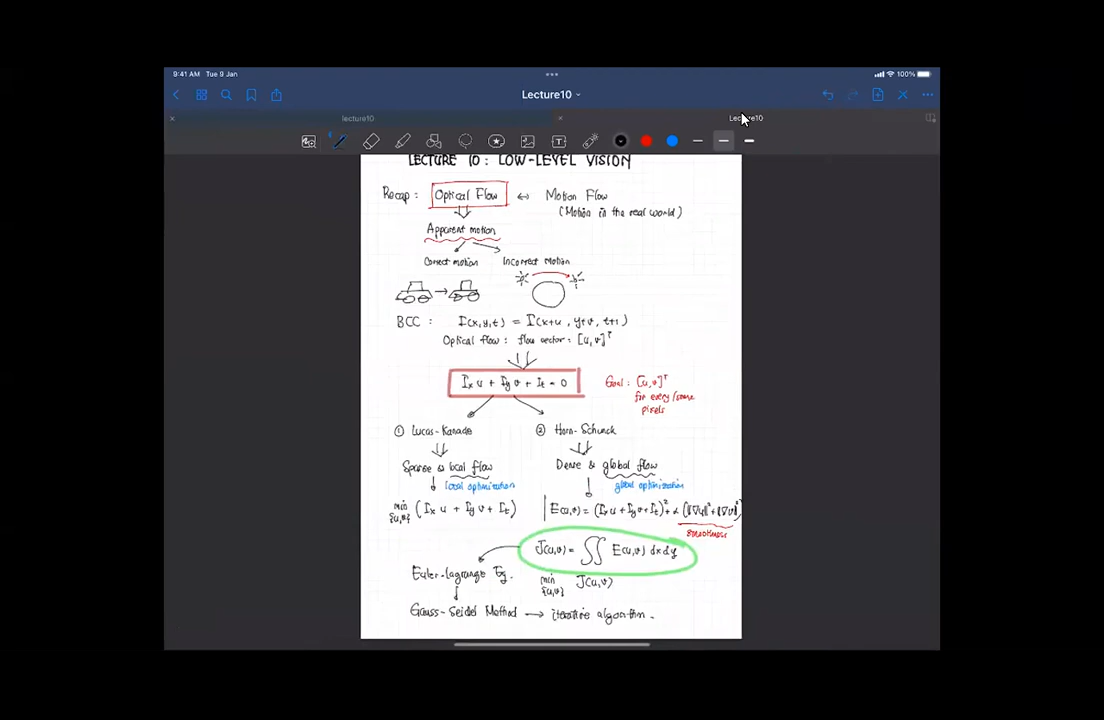 9:41 AM Tue 9 Jan
100%
Lecture10
lecture10
Lecture10
LECTURE 10 : LOW-LEVEL VISION
Recap : Optical Flow ↔ Motion Flow
(Motion in the real world)
Apparent motion
Correct motion Incorrect motion
BCC : I(x,y,t) = I(x+u, y+v, t+1)
Optical flow : flow vector : [u,v]ᵀ
Ix u + Iy v + It = 0
Goal : [u,v]ᵀ
for every/some
pixels
① Lucas-Kanade ② Horn-Schunck
Sparse & local flow Dense & global flow
local optimization global optimization
min {u,v} (Ix u + Iy v + It) E(u,v) = (Ix u + Iy v + It)² + α (‖∇u‖² + ‖∇v‖²)
smoothness
J(u,v) = ∬ E(u,v) dx dy
Euler-Lagrange Eq. min {u,v} J(u,v)
Gauss-Seidel Method → iterative algorithm.